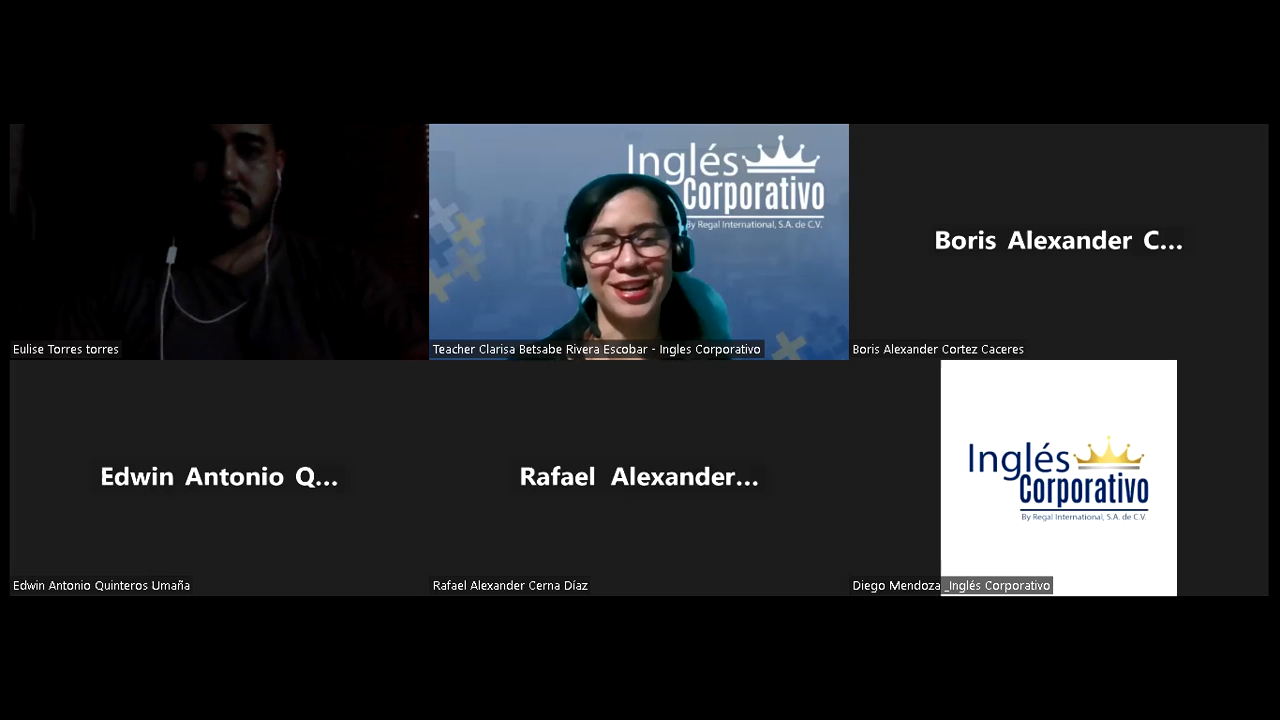 Inglés
Corporativo
By Regal International, S.A. de C.V.
Eulise Torres torres
Teacher Clarisa Betsabe Rivera Escobar - Ingles Corporativo
Boris Alexander C...
Boris Alexander Cortez Caceres
Edwin Antonio Q...
Edwin Antonio Quinteros Umaña
Rafael Alexander...
Rafael Alexander Cerna Díaz
Inglés
Corporativo
By Regal International, S.A. de C.V.
Diego Mendoza_Inglés Corporativo